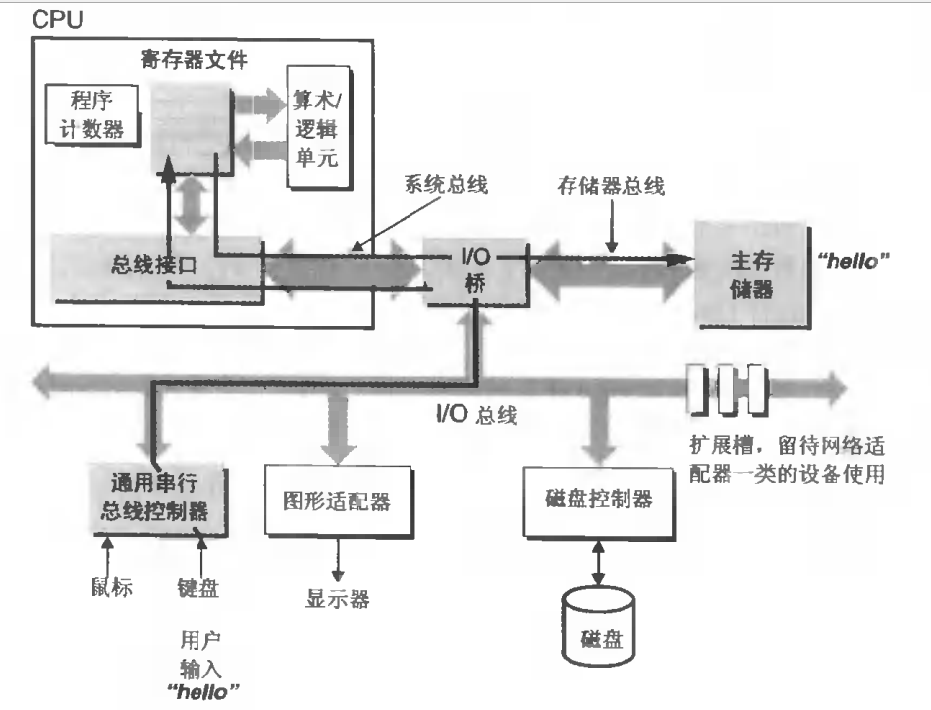 CPU
寄存器文件
程序
计数器
算术/
逻辑
单元
系统总线
存储器总线
总线接口
I/O
桥
主存
储器
“hello”
I/O 总线
扩展槽，留待网络适
配器一类的设备使用
通用串行
总线控制器
图形适配器
磁盘控制器
鼠标
键盘
显示器
磁盘
用户
输入
“hello”